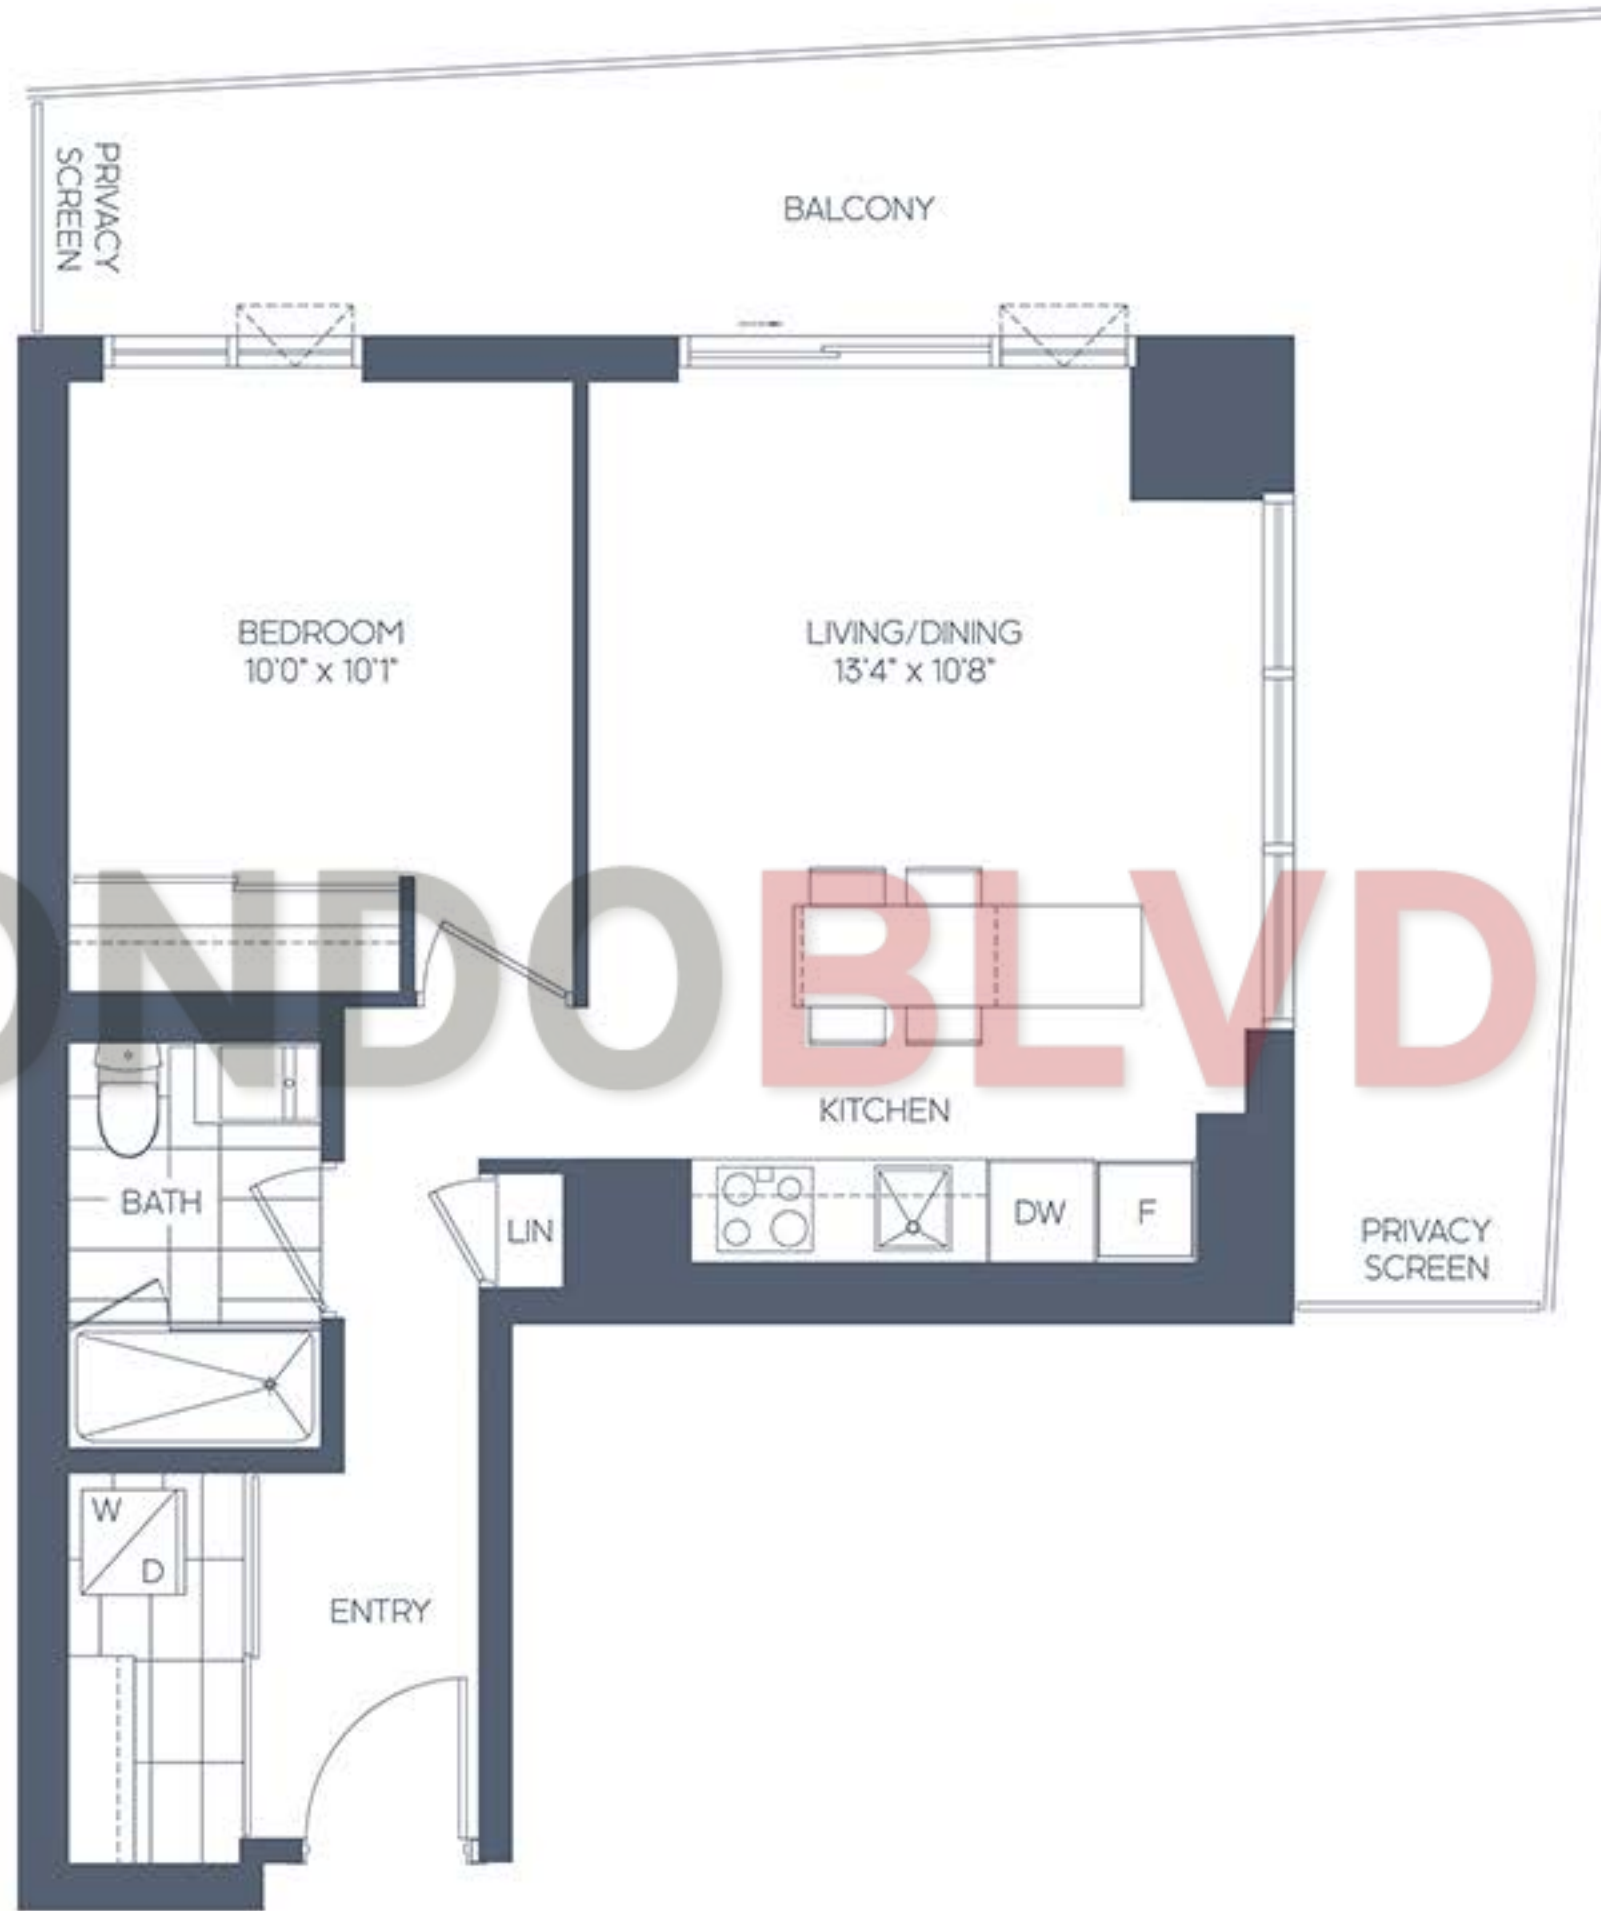 PRIVACY
SCREEN
BALCONY
BEDROOM
10'0" x 10'1"
LIVING/DINING
13'4" x 10'8"
ONDOBLVD
KITCHEN
BATH
LIN
DW
F
PRIVACY
SCREEN
W
D
ENTRY